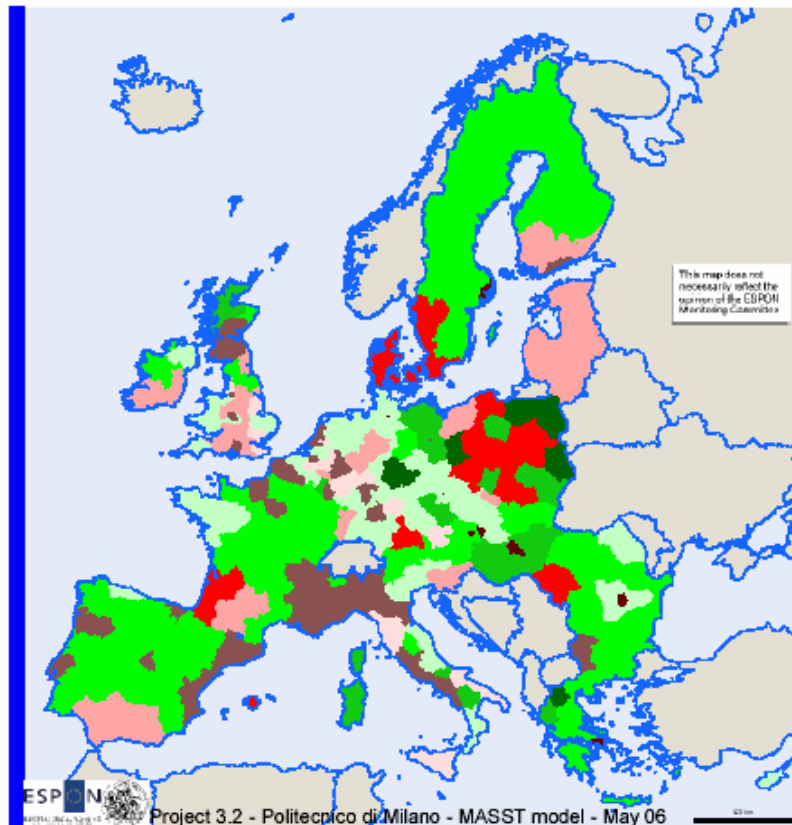 This map does not
necessarily reflect the
opinion of the ESPON
Monitoring Committee
ESPON
Project 3.2 - Politecnico di Milano - MASST model - May 06